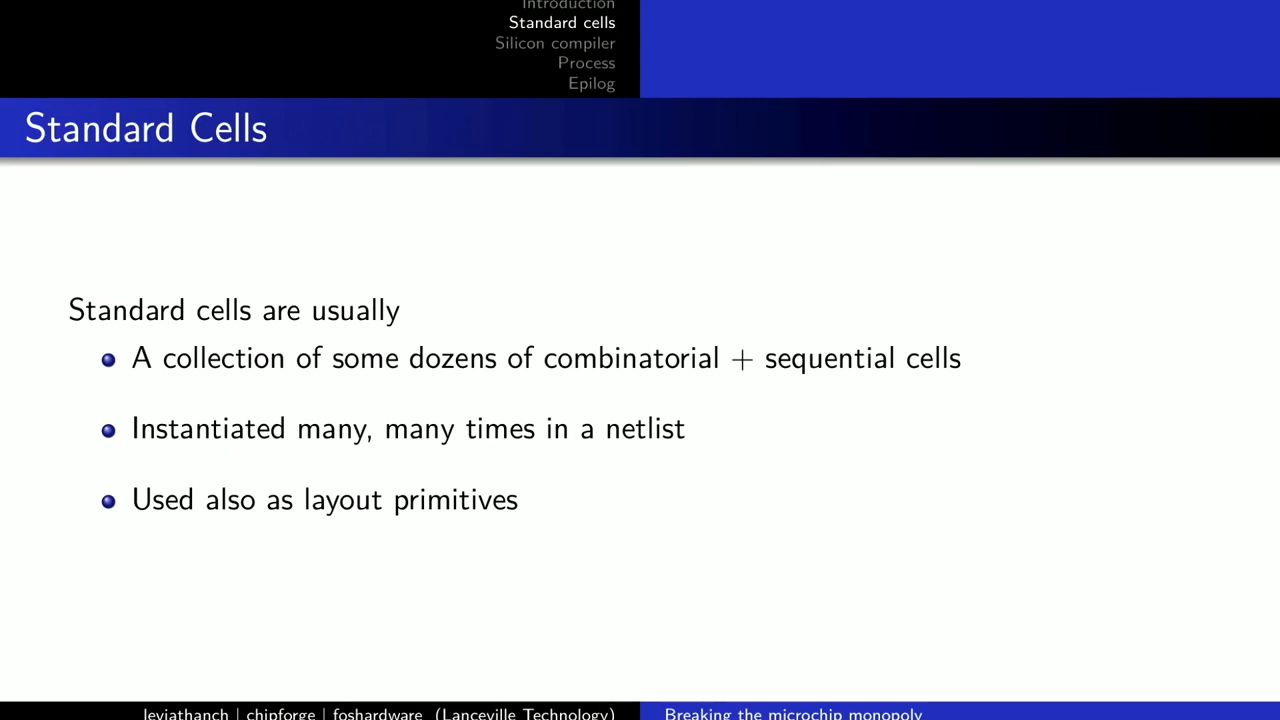 Introduction
Standard cells
Silicon compiler
Process
Epilog
Standard Cells
Standard cells are usually
A collection of some dozens of combinatorial + sequential cells
Instantiated many, many times in a netlist
Used also as layout primitives
leviathanch | chipforge | foshardware (Lanceville Technology)
Breaking the microchip monopoly